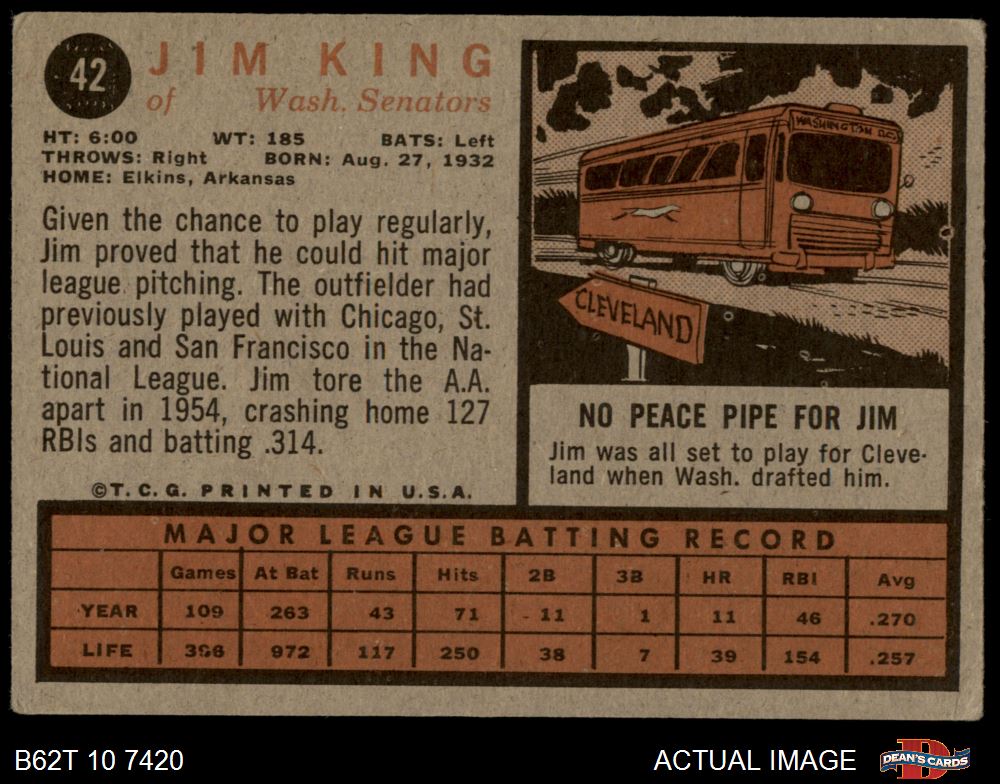 42
JIM KING
of Wash. Senators
HT: 6:00 WT: 185 BATS: Left
THROWS: Right BORN: Aug. 27, 1932
HOME: Elkins, Arkansas
Given the chance to play regularly,
Jim proved that he could hit major
league pitching. The outfielder had
previously played with Chicago, St.
Louis and San Francisco in the Na-
tional League. Jim tore the A.A.
apart in 1954, crashing home 127
RBIs and batting .314.
©T.C.G. PRINTED IN U.S.A.
WASHINGTON D.C.
CLEVELAND
NO PEACE PIPE FOR JIM
Jim was all set to play for Cleve-
land when Wash. drafted him.
MAJOR LEAGUE BATTING RECORD
Games At Bat Runs Hits 2B 3B HR RBI Avg
YEAR 109 263 43 71 11 1 11 46 .270
LIFE 396 972 117 250 38 7 39 154 .257
B62T 10 7420
ACTUAL IMAGE
D
DEAN'S CARDS